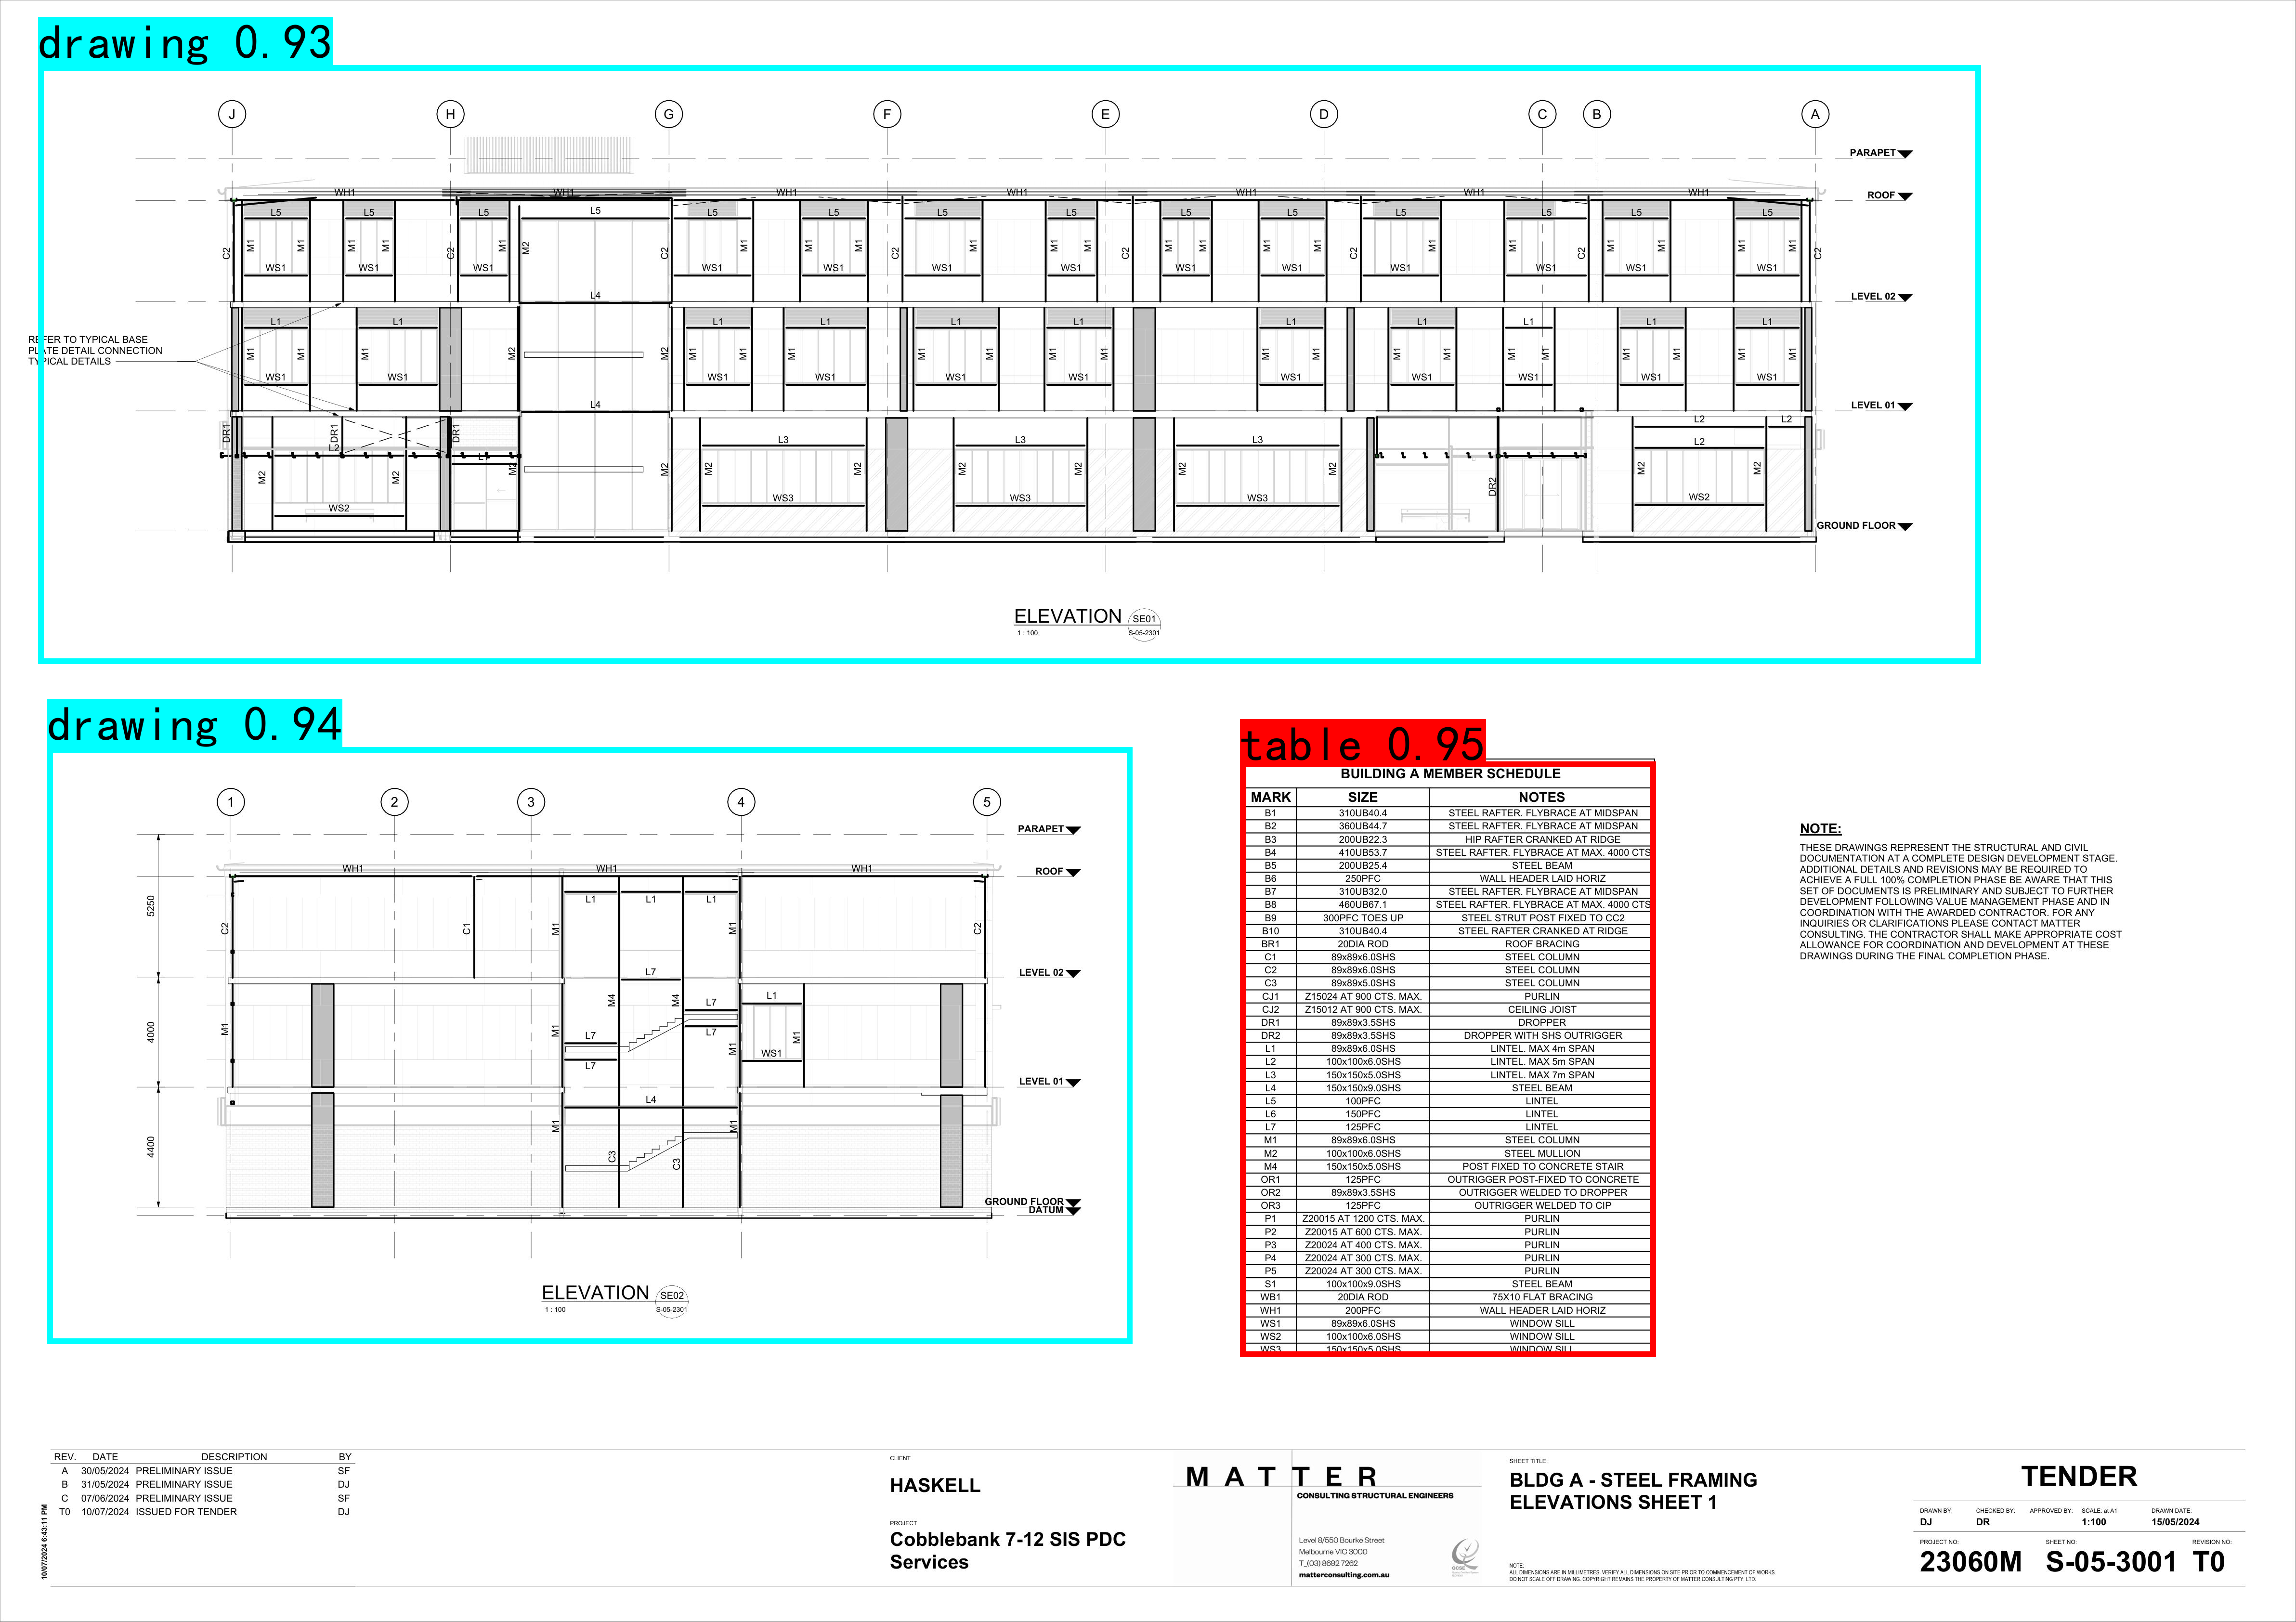 drawing 0.93
J H G F E D C B A
PARAPET
WH1 WH1 WH1 WH1 WH1 WH1 WH1
ROOF
L5 L5 L5 L5 L5 L5 L5 L5 L5 L5 L5 L5 L5 L5
C2 M1 M1 M1 M1 C2 M1 M2 C2 M1 M1 M1 C2 M1 M1 C2 M1 M1 M1 M1 C2 M1 M1 C2 M1 M1 M1 M1 C2
WS1 WS1 WS1 WS1 WS1 WS1 WS1 WS1 WS1 WS1 WS1 WS1 WS1
L4
LEVEL 02
L1 L1 L1 L1 L1 L1 L1 L1 L1 L1 L1
REFER TO TYPICAL BASE
PLATE DETAIL CONNECTION
TYPICAL DETAILS
M1 M1 M1 M2 M2 M1 M1 M1 M1 M1 M1 M1 M1 M1 M1 M1 M1 M1 M1 M1 M1 M1 M1
WS1 WS1 WS1 WS1 WS1 WS1 WS1 WS1 WS1 WS1 WS1
L4
LEVEL 01
DR1 DR1 DR1
L2 L2
L2 L3 L3 L3 L2
M2 M2 M2 M2 M2 M2 M2 M2 M2 M2 DR2 M2 M2
WS2 WS3 WS3 WS3 WS2
GROUND FLOOR
ELEVATION SE01
1 : 100 S-05-2301
drawing 0.94
1 2 3 4 5
PARAPET
WH1 WH1 WH1
ROOF
L1 L1 L1
5250 C2 C1 M1 M1 C2
L7
LEVEL 02
M4 M4 L7 L1
4000 M1 M1 L7 L7 M1 M1
WS1
L7
LEVEL 01
L4
M1 M1
4400 C3 C3
GROUND FLOOR
DATUM
ELEVATION SE02
1 : 100 S-05-2301
table 0.95
BUILDING A MEMBER SCHEDULE
MARK SIZE NOTES
B1 310UB40.4 STEEL RAFTER. FLYBRACE AT MIDSPAN
B2 360UB44.7 STEEL RAFTER. FLYBRACE AT MIDSPAN
B3 200UB22.3 HIP RAFTER CRANKED AT RIDGE
B4 410UB53.7 STEEL RAFTER. FLYBRACE AT MAX. 4000 CTS
B5 200UB25.4 STEEL BEAM
B6 250PFC WALL HEADER LAID HORIZ
B7 310UB32.0 STEEL RAFTER. FLYBRACE AT MIDSPAN
B8 460UB67.1 STEEL RAFTER. FLYBRACE AT MAX. 4000 CTS
B9 300PFC TOES UP STEEL STRUT POST FIXED TO CC2
B10 310UB40.4 STEEL RAFTER CRANKED AT RIDGE
BR1 20DIA ROD ROOF BRACING
C1 89x89x6.0SHS STEEL COLUMN
C2 89x89x6.0SHS STEEL COLUMN
C3 89x89x5.0SHS STEEL COLUMN
CJ1 Z15024 AT 900 CTS. MAX. PURLIN
CJ2 Z15012 AT 900 CTS. MAX. CEILING JOIST
DR1 89x89x3.5SHS DROPPER
DR2 89x89x3.5SHS DROPPER WITH SHS OUTRIGGER
L1 89x89x6.0SHS LINTEL. MAX 4m SPAN
L2 100x100x6.0SHS LINTEL. MAX 5m SPAN
L3 150x150x5.0SHS LINTEL. MAX 7m SPAN
L4 150x150x9.0SHS STEEL BEAM
L5 100PFC LINTEL
L6 150PFC LINTEL
L7 125PFC LINTEL
M1 89x89x6.0SHS STEEL COLUMN
M2 100x100x6.0SHS STEEL MULLION
M4 150x150x5.0SHS POST FIXED TO CONCRETE STAIR
OR1 125PFC OUTRIGGER POST-FIXED TO CONCRETE
OR2 89x89x3.5SHS OUTRIGGER WELDED TO DROPPER
OR3 125PFC OUTRIGGER WELDED TO CIP
P1 Z20015 AT 1200 CTS. MAX. PURLIN
P2 Z20015 AT 600 CTS. MAX. PURLIN
P3 Z20024 AT 400 CTS. MAX. PURLIN
P4 Z20024 AT 300 CTS. MAX. PURLIN
P5 Z20024 AT 300 CTS. MAX. PURLIN
S1 100x100x9.0SHS STEEL BEAM
WB1 20DIA ROD 75X10 FLAT BRACING
WH1 200PFC WALL HEADER LAID HORIZ
WS1 89x89x6.0SHS WINDOW SILL
WS2 100x100x6.0SHS WINDOW SILL
WS3 150x150x5.0SHS WINDOW SILL
NOTE:
THESE DRAWINGS REPRESENT THE STRUCTURAL AND CIVIL
DOCUMENTATION AT A COMPLETE DESIGN DEVELOPMENT STAGE.
ADDITIONAL DETAILS AND REVISIONS MAY BE REQUIRED TO
ACHIEVE A FULL 100% COMPLETION PHASE BE AWARE THAT THIS
SET OF DOCUMENTS IS PRELIMINARY AND SUBJECT TO FURTHER
DEVELOPMENT FOLLOWING VALUE MANAGEMENT PHASE AND IN
COORDINATION WITH THE AWARDED CONTRACTOR. FOR ANY
INQUIRIES OR CLARIFICATIONS PLEASE CONTACT MATTER
CONSULTING. THE CONTRACTOR SHALL MAKE APPROPRIATE COST
ALLOWANCE FOR COORDINATION AND DEVELOPMENT AT THESE
DRAWINGS DURING THE FINAL COMPLETION PHASE.
REV. DATE DESCRIPTION BY
A 30/05/2024 PRELIMINARY ISSUE SF
B 31/05/2024 PRELIMINARY ISSUE DJ
C 07/06/2024 PRELIMINARY ISSUE SF
T0 10/07/2024 ISSUED FOR TENDER DJ
10/07/2024 6:43:11 PM
CLIENT
HASKELL
PROJECT
Cobblebank 7-12 SIS PDC
Services
MATTER
CONSULTING STRUCTURAL ENGINEERS
Level 8/550 Bourke Street
Melbourne VIC 3000
T_(03) 8692 7262
matterconsulting.com.au
SHEET TITLE
BLDG A - STEEL FRAMING
ELEVATIONS SHEET 1
NOTE:
ALL DIMENSIONS ARE IN MILLIMETRES. VERIFY ALL DIMENSIONS ON SITE PRIOR TO COMMENCEMENT OF WORKS.
DO NOT SCALE OFF DRAWING. COPYRIGHT REMAINS THE PROPERTY OF MATTER CONSULTING PTY. LTD.
TENDER
DRAWN BY: CHECKED BY: APPROVED BY: SCALE: at A1 DRAWN DATE:
DJ DR 1:100 15/05/2024
PROJECT NO: SHEET NO: REVISION NO:
23060M S-05-3001 T0